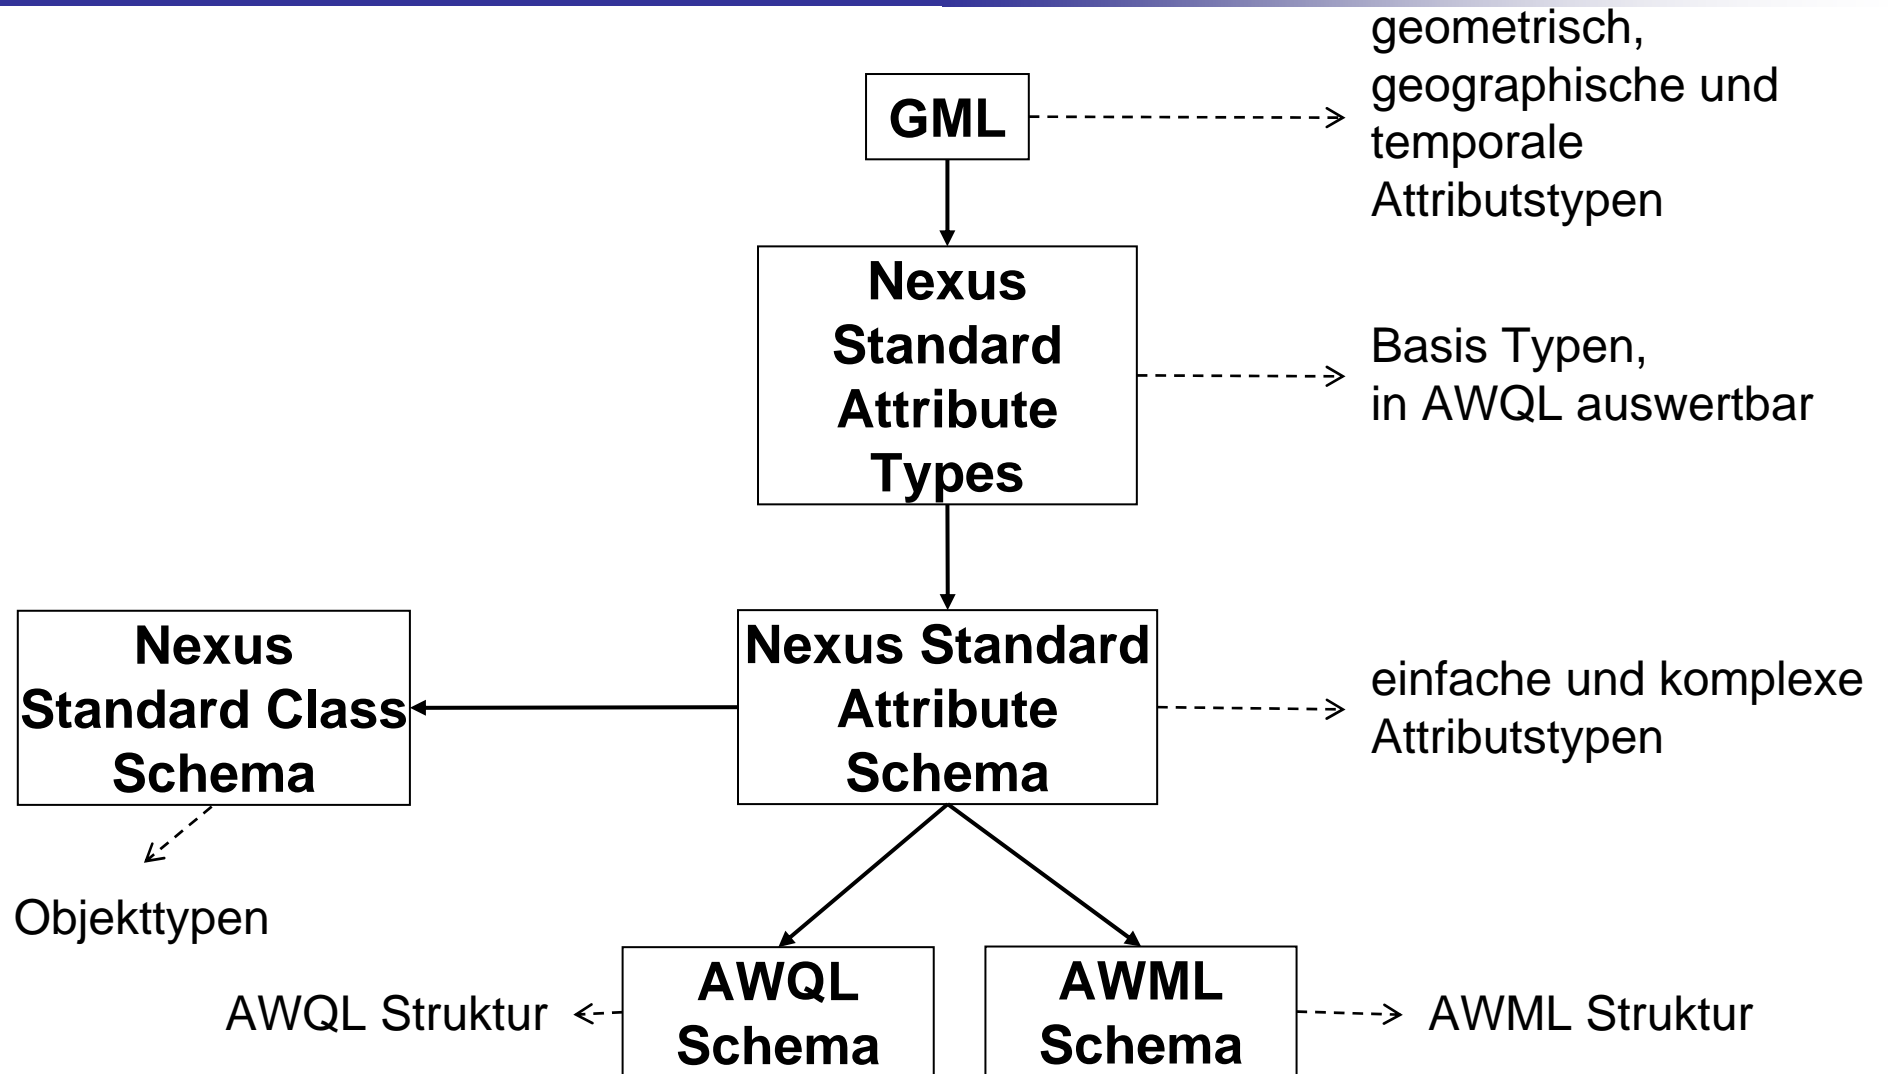 geometrisch,
geographische und
temporale
Attributstypen
GML
Nexus
Standard
Attribute
Types
Basis Typen,
in AWQL auswertbar
Nexus
Standard Class
Schema
Nexus Standard
Attribute
Schema
einfache und komplexe
Attributstypen
Objekttypen
AWQL Struktur
AWQL
Schema
AWML
Schema
AWML Struktur